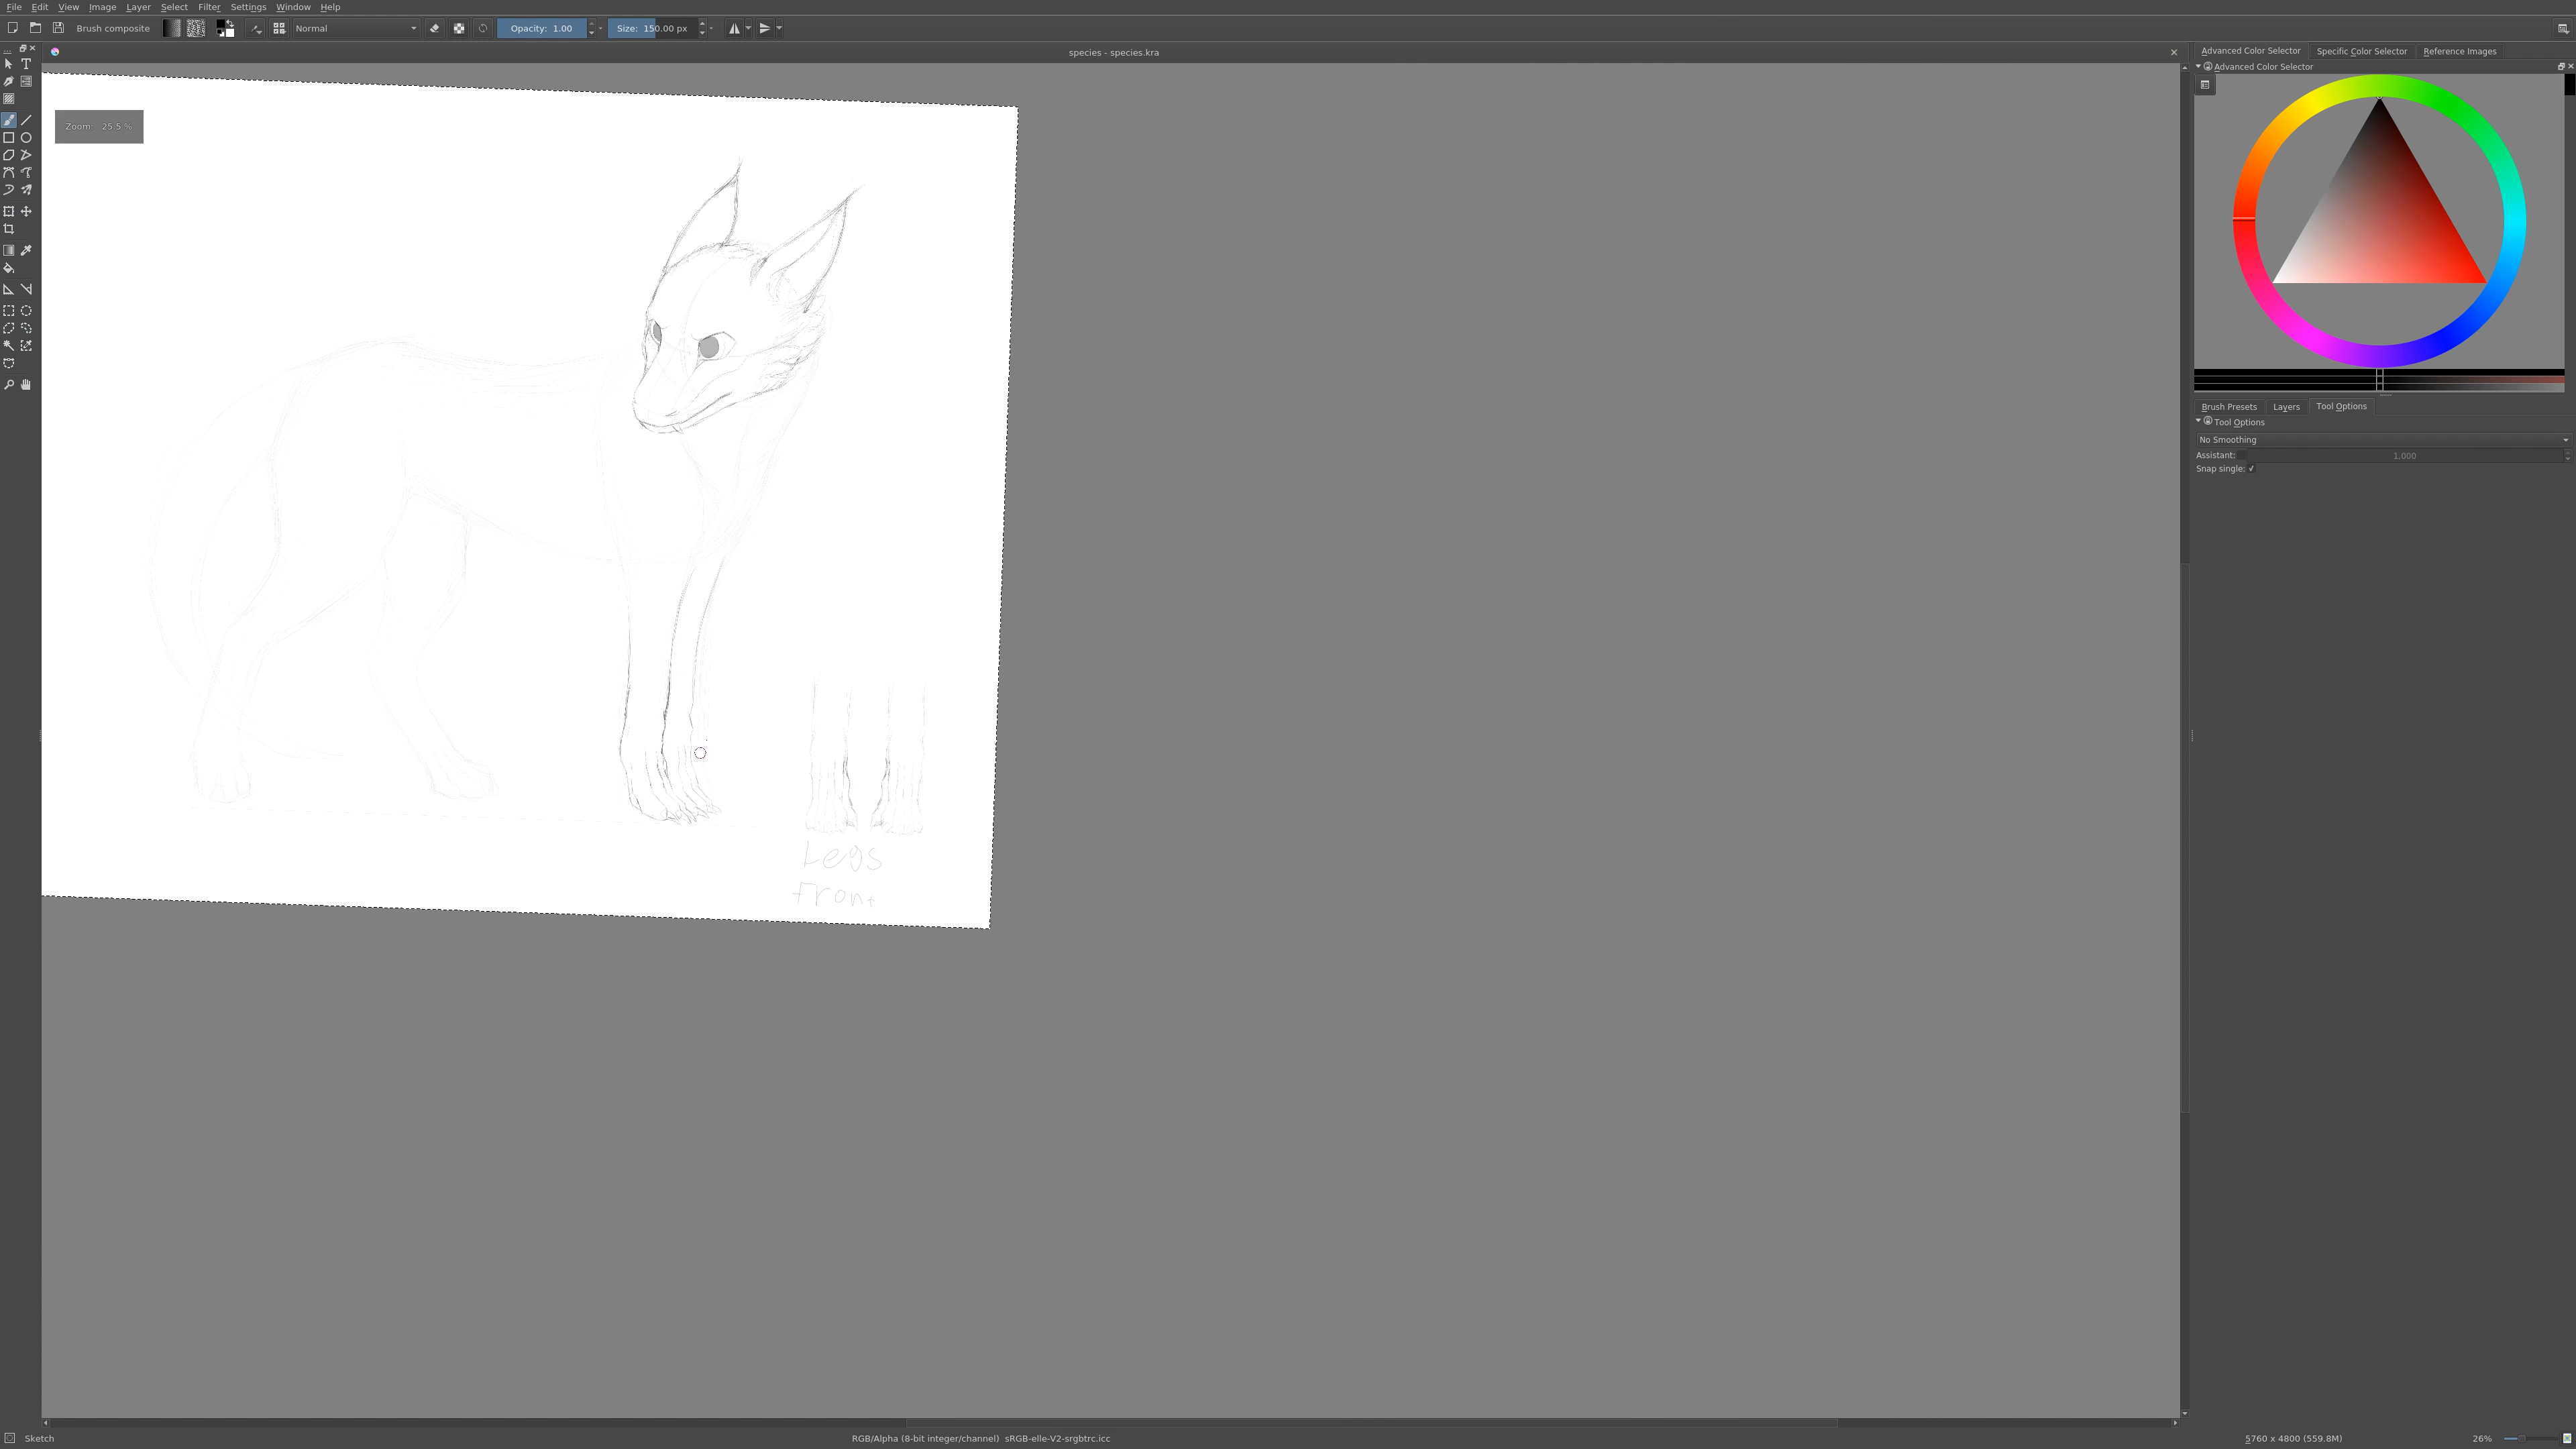 File Edit View Image Layer Select Filter Settings Window Help
Brush composite Normal Opacity: 1.00 Size: 150.00 px
species - species.kra
Zoom: 25.5 %
Legs
Front
Advanced Color Selector Specific Color Selector Reference Images
Advanced Color Selector
Brush Presets Layers Tool Options
Tool Options
No Smoothing
Assistant: 1,000
Snap single:
Sketch RGB/Alpha (8-bit integer/channel) sRGB-elle-V2-srgbtrc.icc 5760 x 4800 (559.8M) 26%